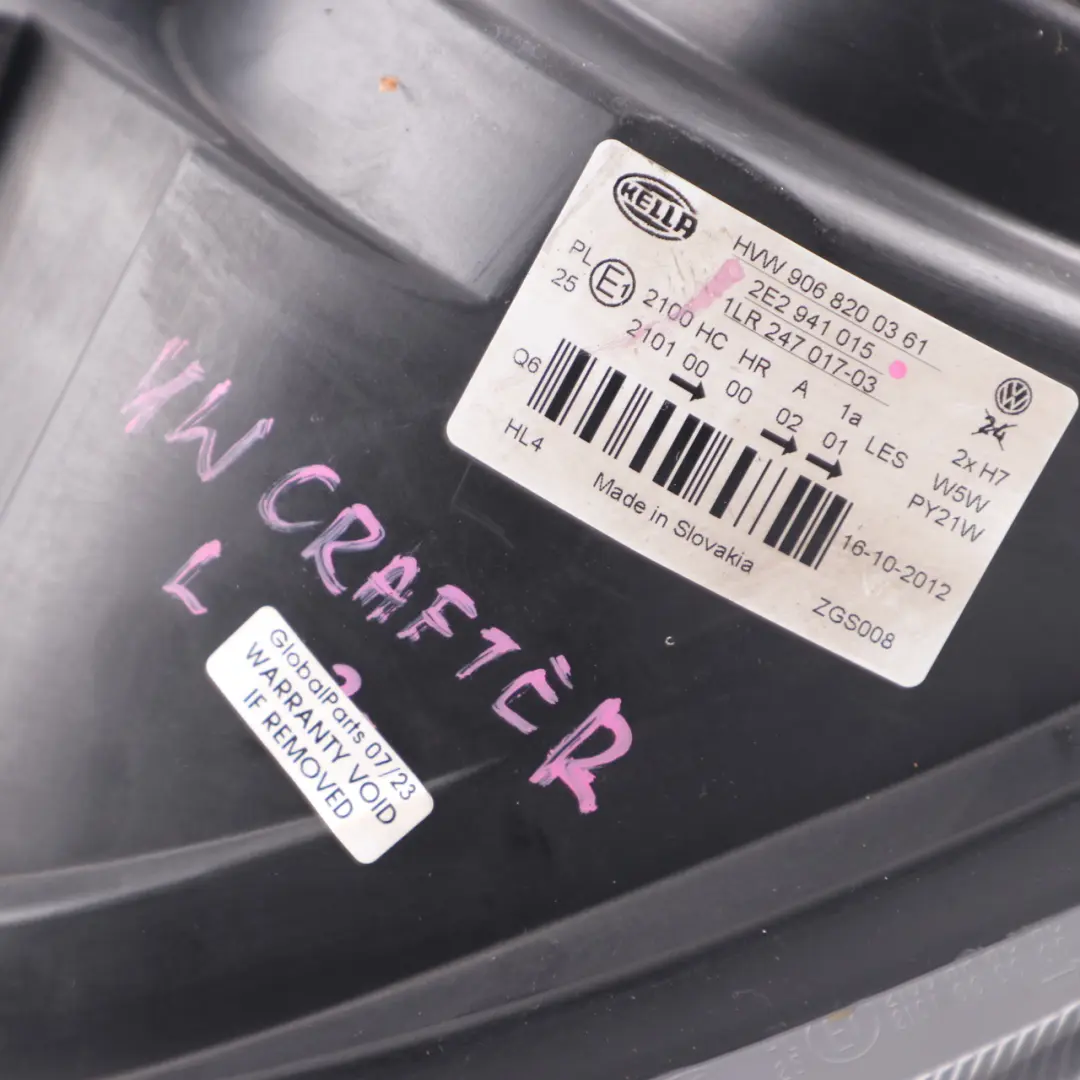 HELLA
HVW 906 820 03 61
2E2 941 015
1LR 247 017-03
PL E1 2100 HC HR A 1a LES
25 2101 00 00 02 01
2x H7
W5W
PY21W
Q6
HL4
Made in Slovakia
16-10-2012
ZGS008
VW CRAFTER
L
GlobalParts 07/23
WARRANTY VOID
IF REMOVED